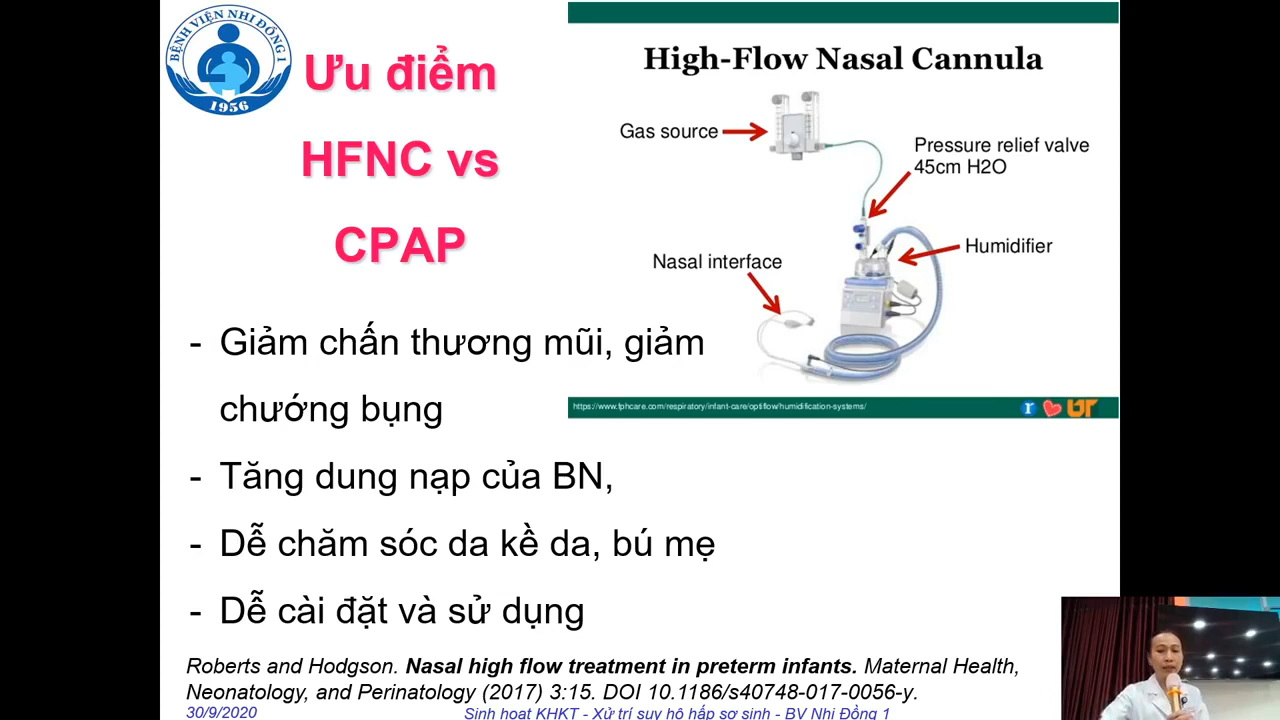 BỆNH VIỆN NHI ĐỒNG 1
1956
Ưu điểm
HFNC vs
CPAP
High-Flow Nasal Cannula
Gas source
Pressure relief valve
45cm H2O
Humidifier
Nasal interface
https://www.fphcare.com/respiratory/infant-care/optiflow/humidification-systems/
r
UT
- Giảm chấn thương mũi, giảm
chướng bụng
- Tăng dung nạp của BN,
- Dễ chăm sóc da kề da, bú mẹ
- Dễ cài đặt và sử dụng
Roberts and Hodgson. Nasal high flow treatment in preterm infants. Maternal Health,
Neonatology, and Perinatology (2017) 3:15. DOI 10.1186/s40748-017-0056-y.
30/9/2020
Sinh hoạt KHKT - Xử trí suy hô hấp sơ sinh - BV Nhi Đồng 1